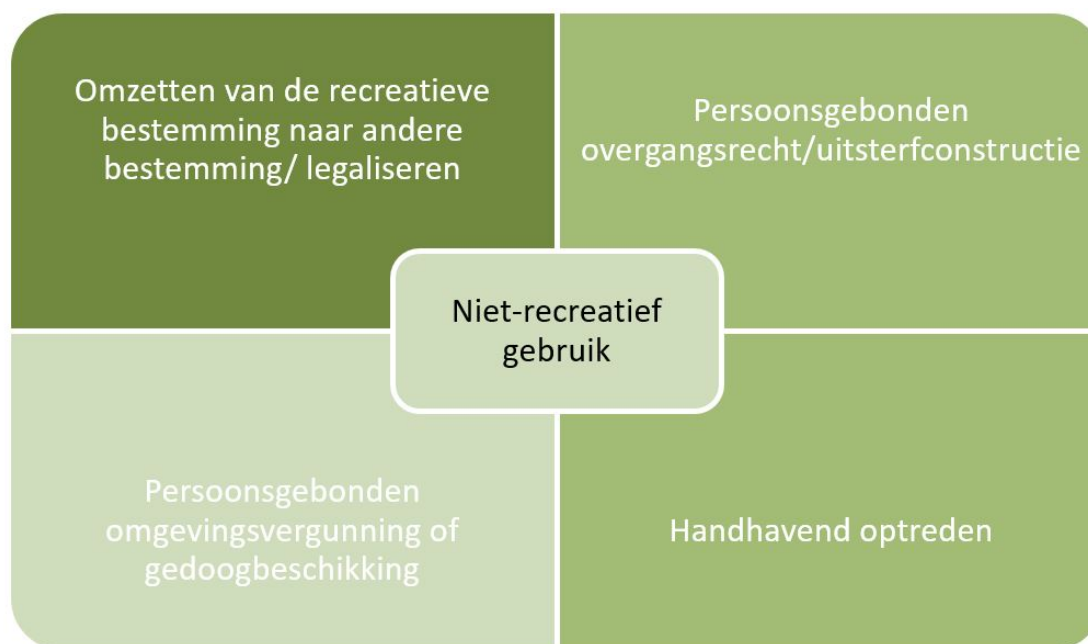 Omzetten van de recreatieve
bestemming naar andere
bestemming/ legaliseren
Persoonsgebonden
overgangsrecht/uitsterfconstructie
Niet-recreatief
gebruik
Persoonsgebonden
omgevingsvergunning of
gedoogbeschikking
Handhavend optreden